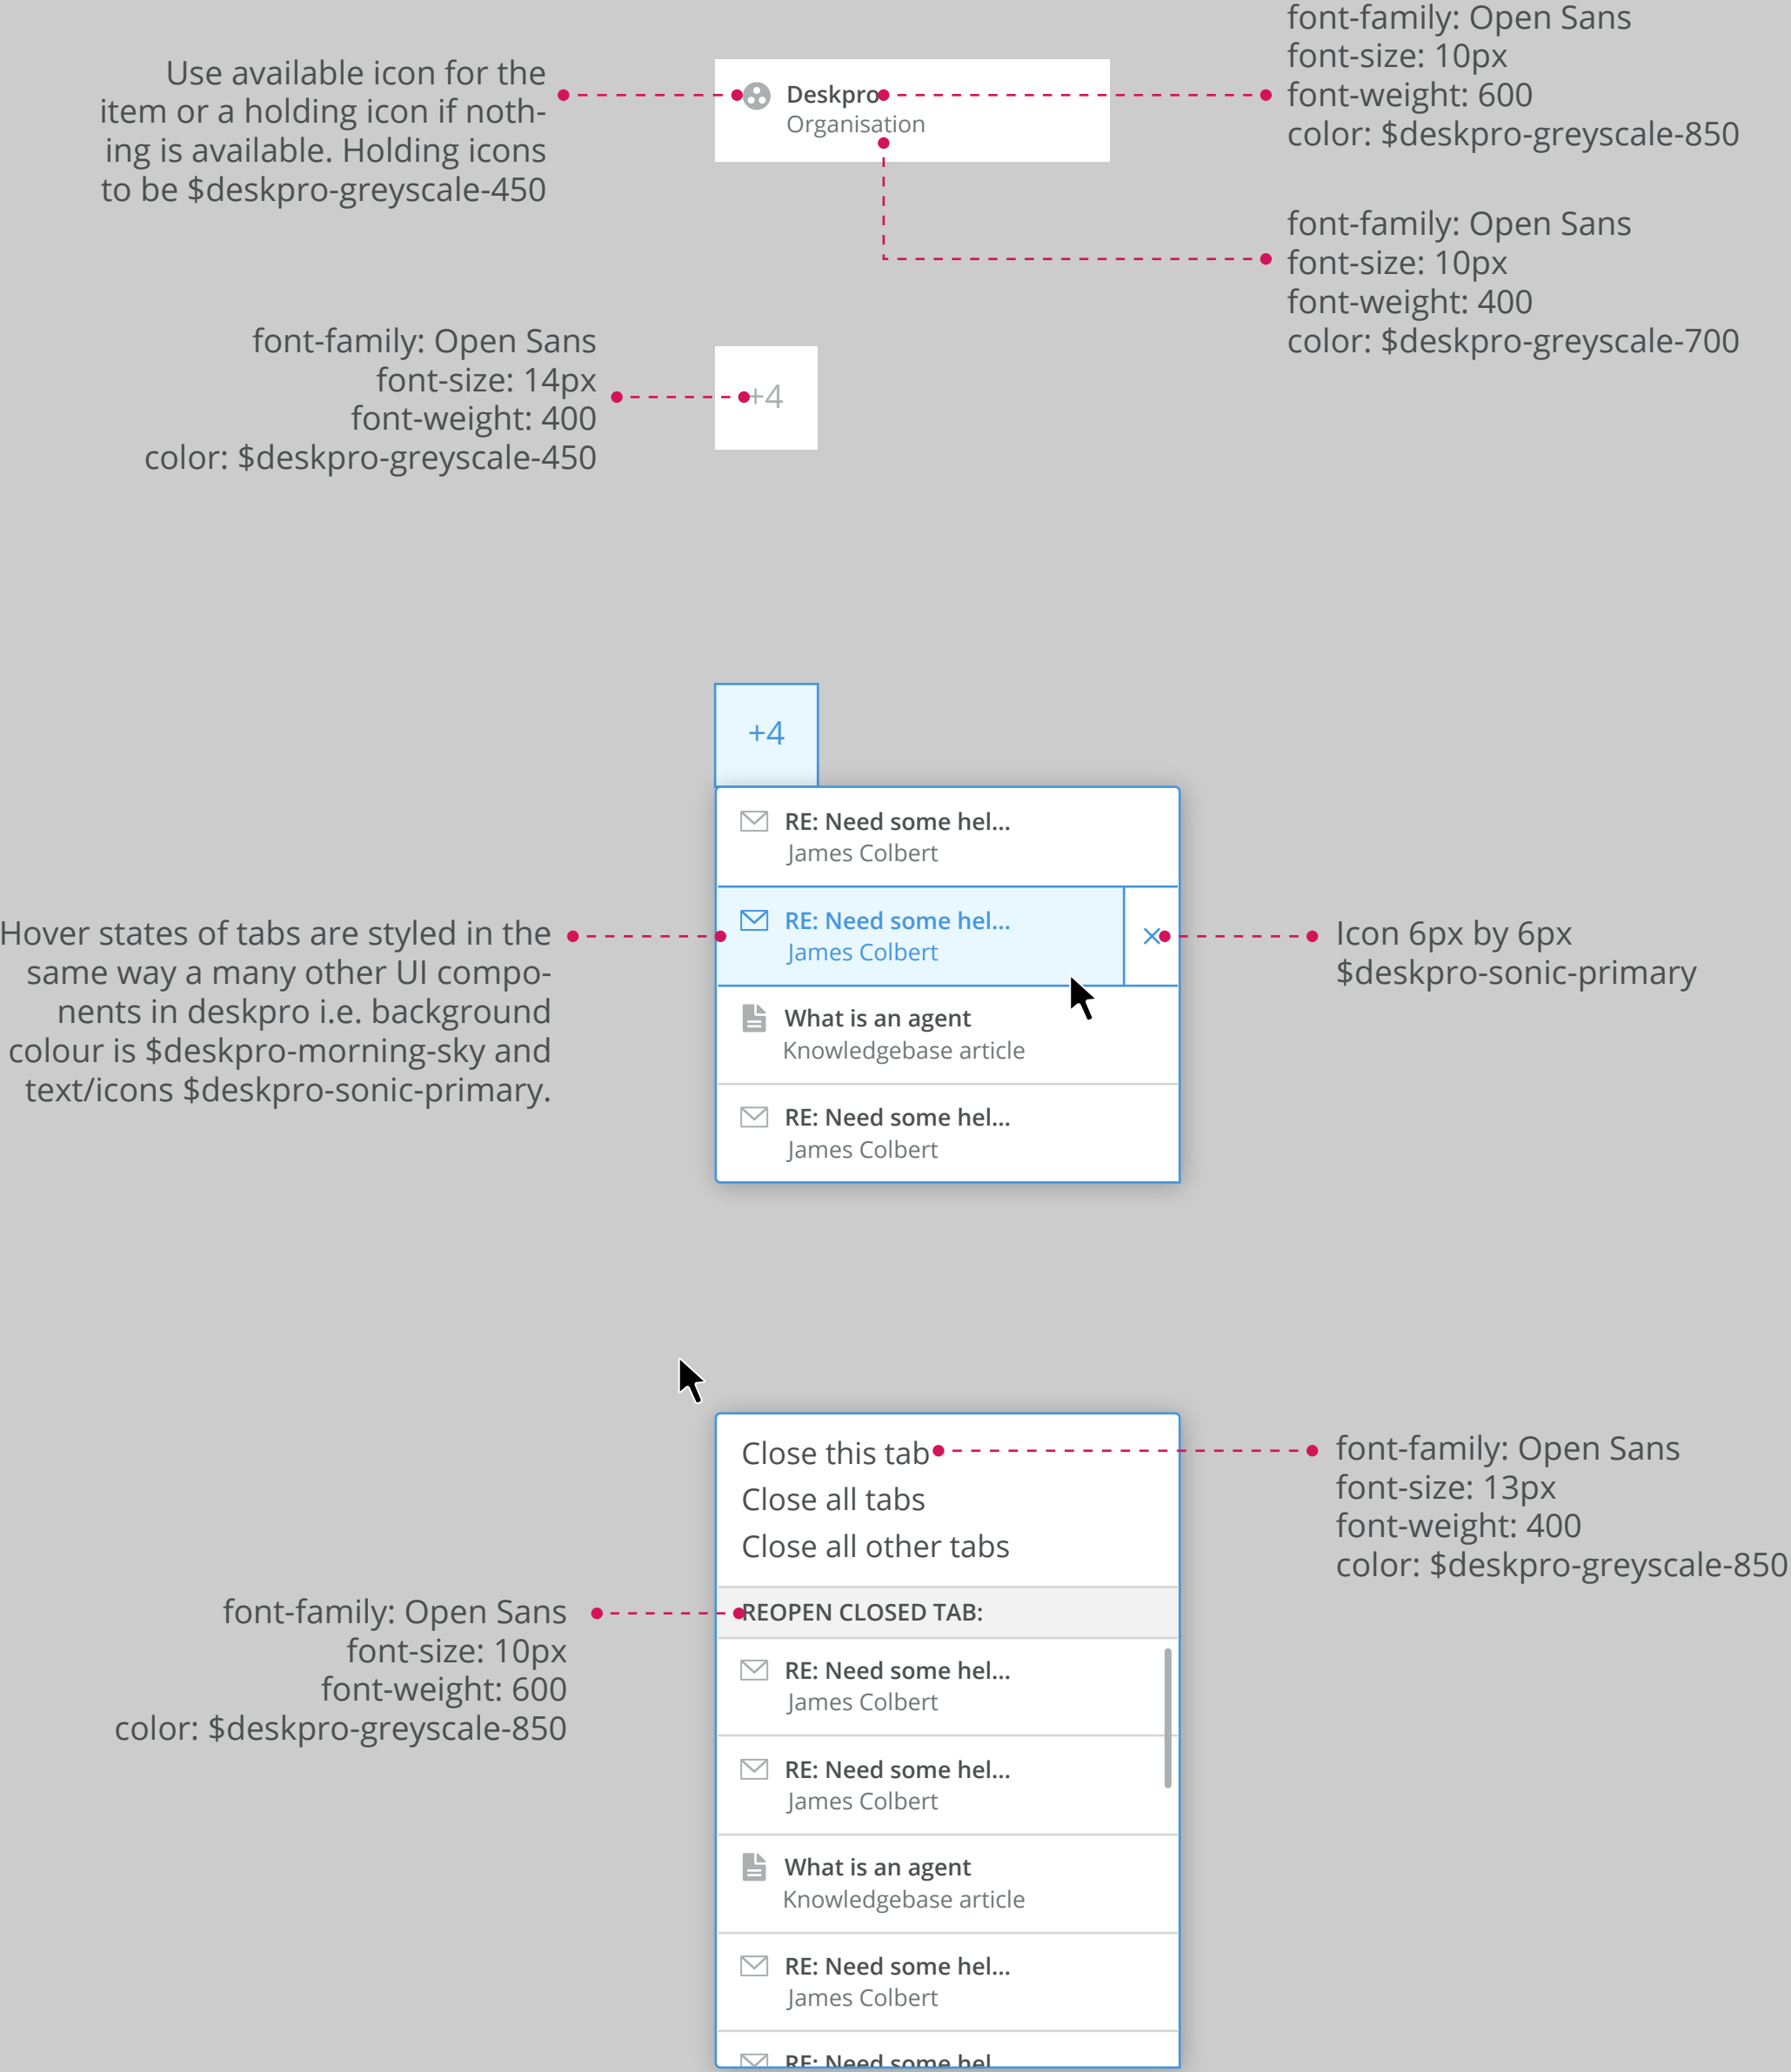 Use available icon for the
item or a holding icon if noth-
ing is available. Holding icons
to be $deskpro-greyscale-450
Deskpro
Organisation
font-family: Open Sans
font-size: 10px
font-weight: 600
color: $deskpro-greyscale-850
font-family: Open Sans
font-size: 10px
font-weight: 400
color: $deskpro-greyscale-700
font-family: Open Sans
font-size: 14px
font-weight: 400
color: $deskpro-greyscale-450
+4
+4
RE: Need some hel...
James Colbert
Hover states of tabs are styled in the
same way a many other UI compo-
nents in deskpro i.e. background
colour is $deskpro-morning-sky and
text/icons $deskpro-sonic-primary.
RE: Need some hel...
James Colbert
Icon 6px by 6px
$deskpro-sonic-primary
What is an agent
Knowledgebase article
RE: Need some hel...
James Colbert
Close this tab
Close all tabs
Close all other tabs
font-family: Open Sans
font-size: 13px
font-weight: 400
color: $deskpro-greyscale-850
font-family: Open Sans
font-size: 10px
font-weight: 600
color: $deskpro-greyscale-850
REOPEN CLOSED TAB:
RE: Need some hel...
James Colbert
RE: Need some hel...
James Colbert
What is an agent
Knowledgebase article
RE: Need some hel...
James Colbert
RE: Need some hel